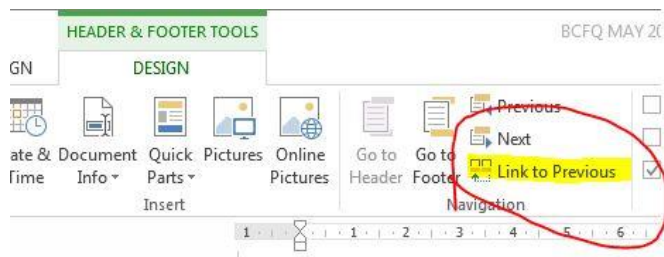 HEADER & FOOTER TOOLS
BCFQ MAY 20
GN
DESIGN
Previous
Next
ate & Document Quick Pictures Online Go to Go to
Link to Previous
Time Info Parts Pictures Header Footer
Insert
Navigation
1 1 2 3 4 5 6